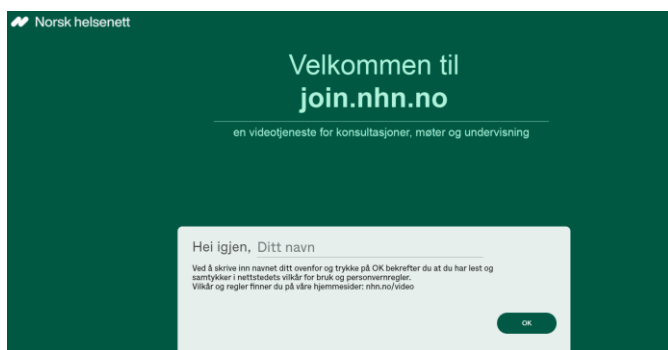 Norsk helsenett
Velkommen til
join.nhn.no
en videotjeneste for konsultasjoner, møter og undervisning
Hei igjen, Ditt navn
Ved å skrive inn navnet ditt ovenfor og trykke på OK bekrefter du at du har lest og
samtykker i nettstedets vilkår for bruk og personvernregler.
Vilkår og regler finner du på våre hjemmesider: nhn.no/video
OK